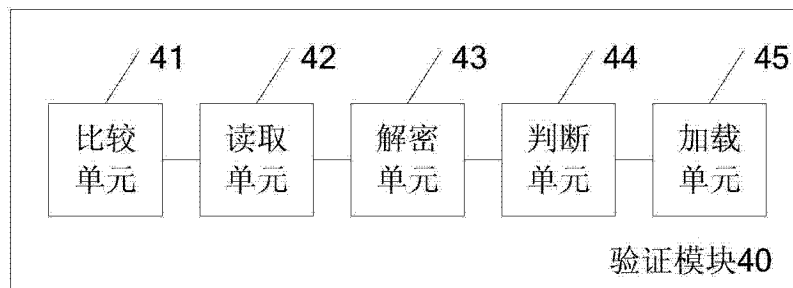 41 42 43 44 45
比较 读取 解密 判断 加载
单元 单元 单元 单元 单元
验证模块40